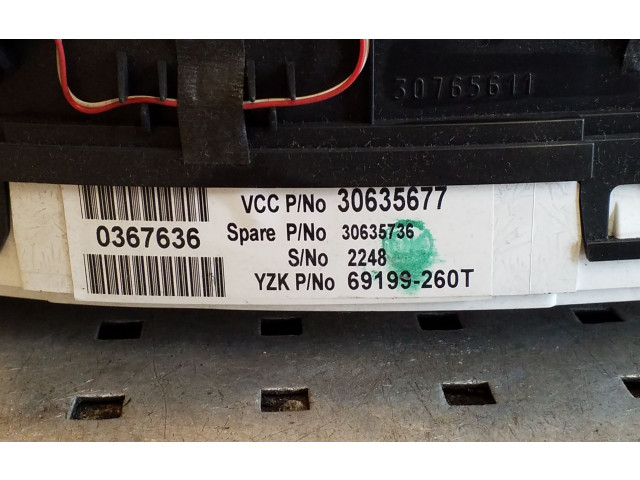 30765611
VCC P/No 30635677
0367636
Spare P/No 30635736
S/No 2248
YZK P/No 69199-260T